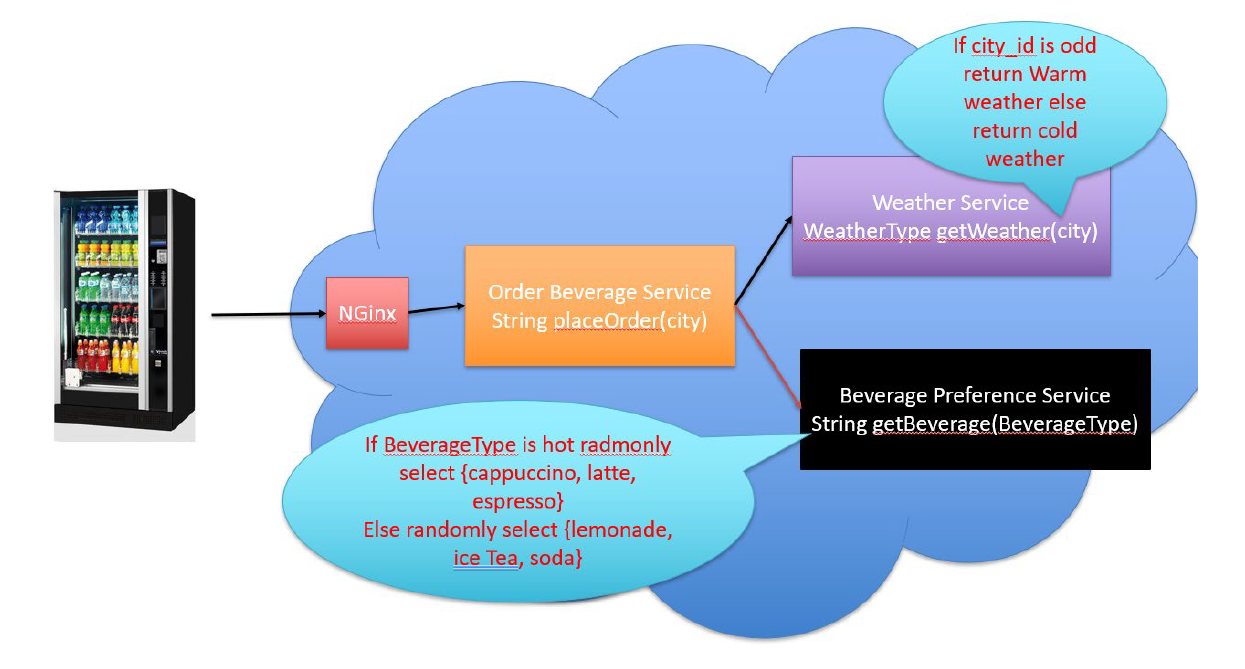 If city_id is odd
return Warm
weather else
return cold
weather
Weather Service
WeatherType getWeather(city)
NGinx
Order Beverage Service
String placeOrder(city)
Beverage Preference Service
String getBeverage(BeverageType)
If BeverageType is hot radmonly
select {cappuccino, latte,
espresso}
Else randomly select {lemonade,
ice Tea, soda}